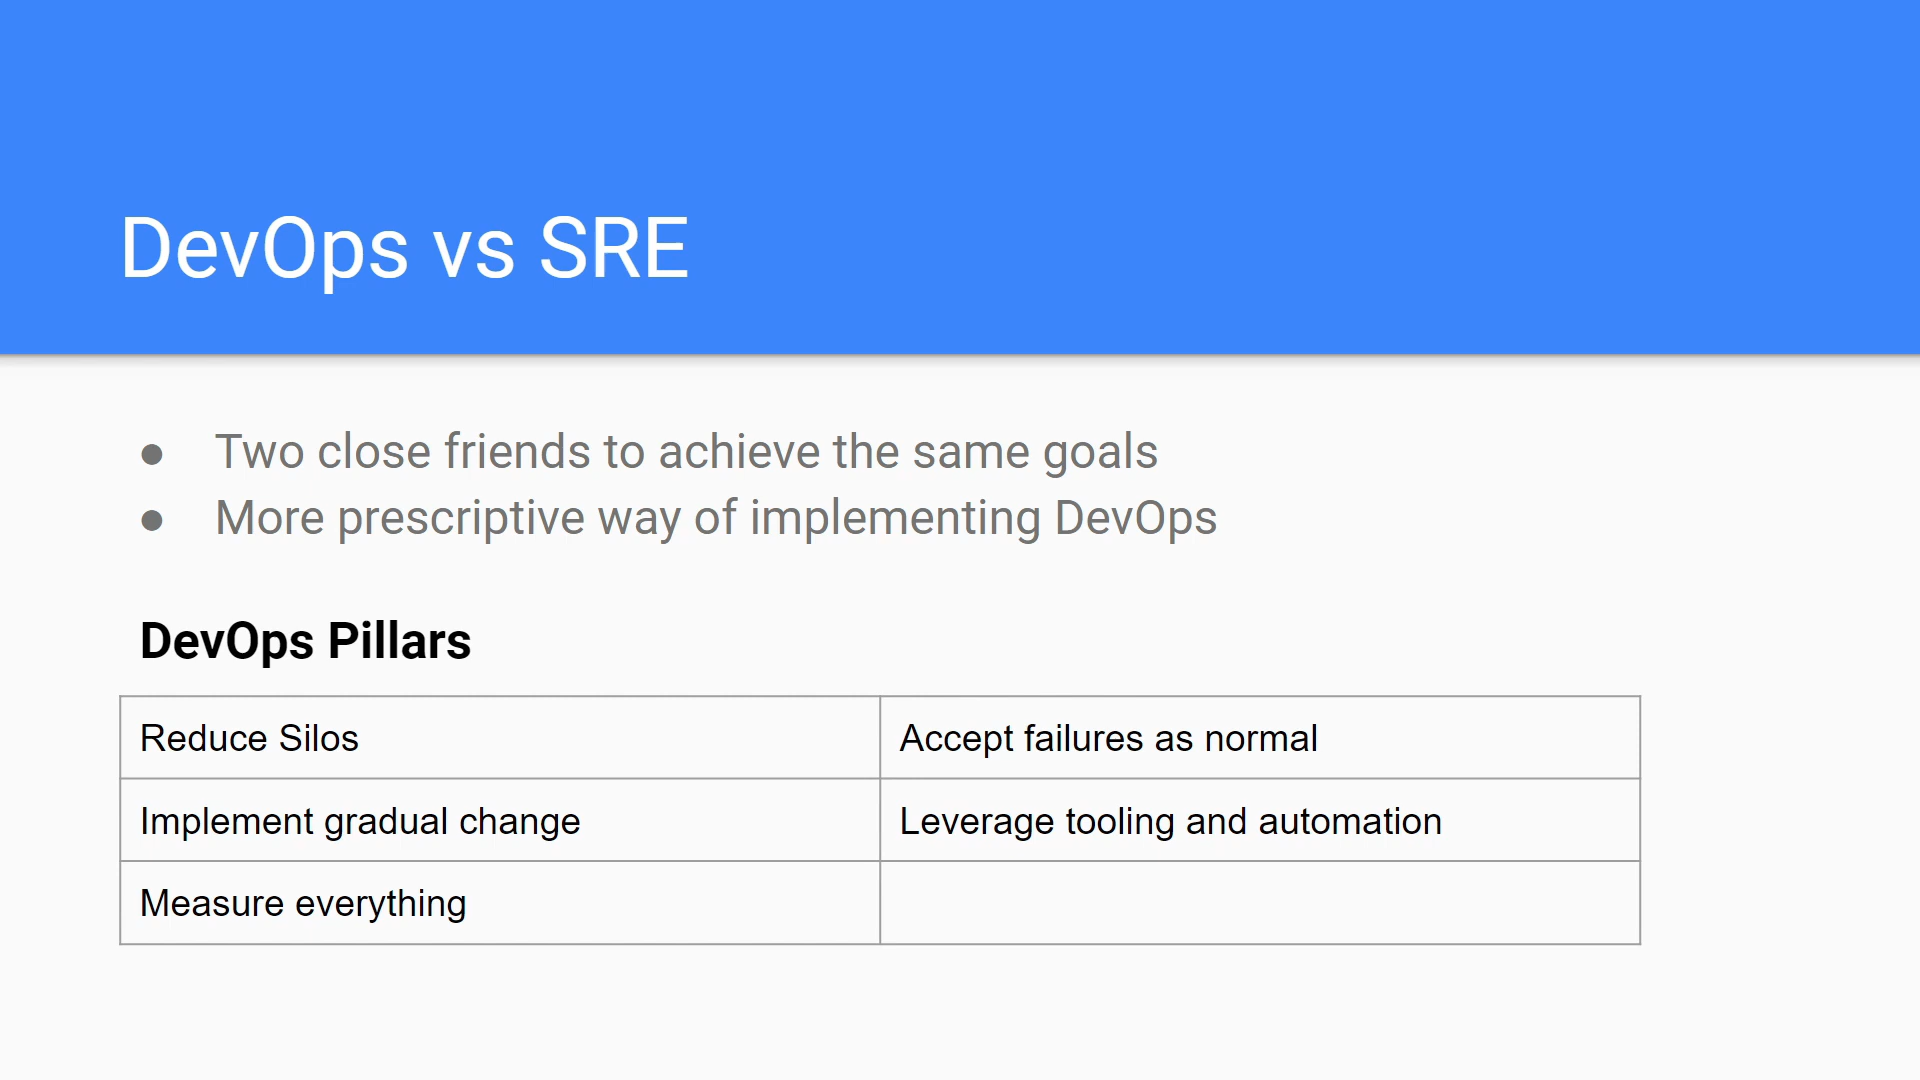 DevOps vs SRE
● Two close friends to achieve the same goals
● More prescriptive way of implementing DevOps
DevOps Pillars
Reduce Silos
Accept failures as normal
Implement gradual change
Leverage tooling and automation
Measure everything